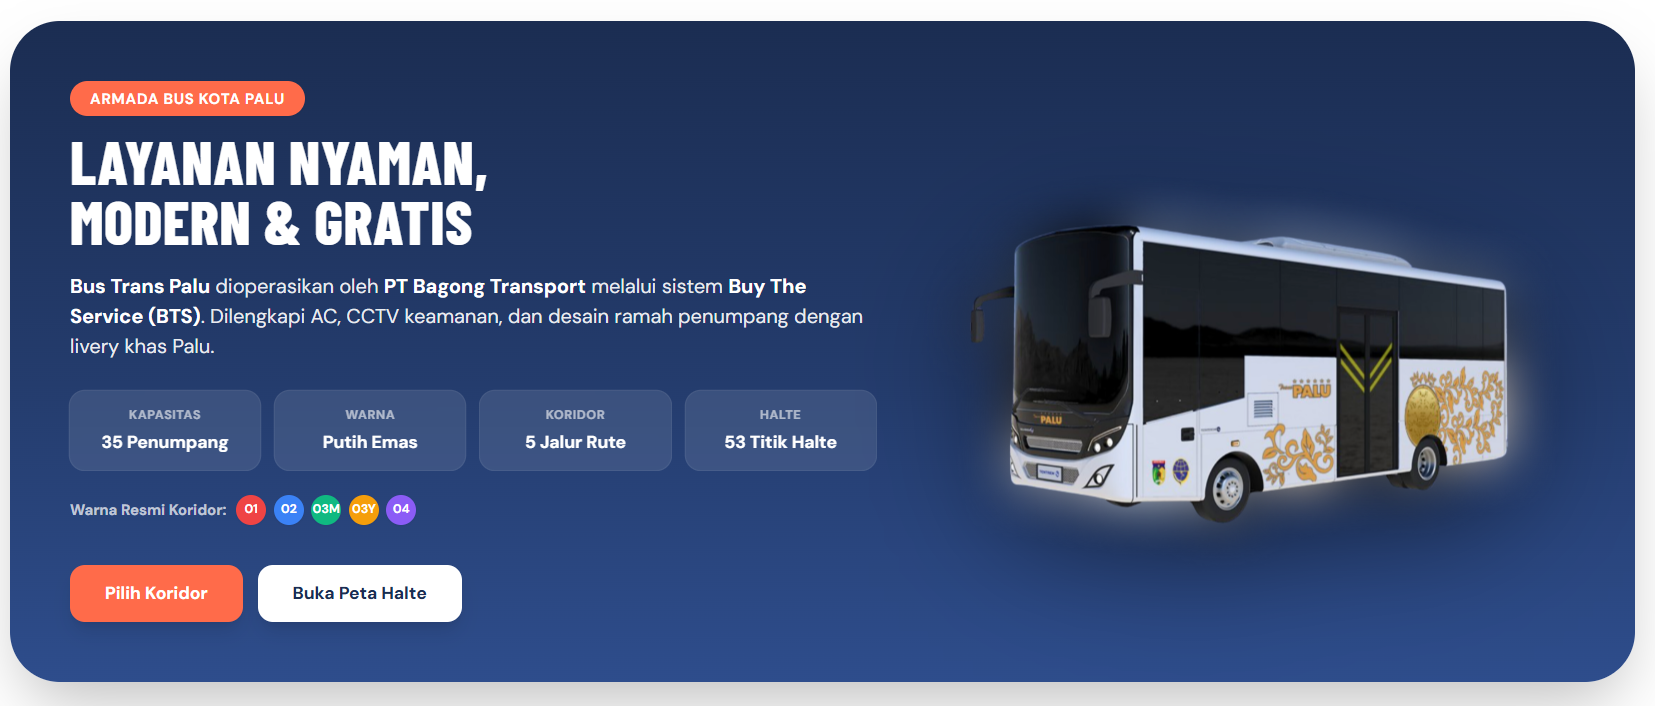 ARMADA BUS KOTA PALU
LAYANAN NYAMAN,
MODERN & GRATIS
Bus Trans Palu dioperasikan oleh PT Bagong Transport melalui sistem Buy The
Service (BTS). Dilengkapi AC, CCTV keamanan, dan desain ramah penumpang dengan
livery khas Palu.
KAPASITAS
35 Penumpang
WARNA
Putih Emas
KORIDOR
5 Jalur Rute
HALTE
53 Titik Halte
Warna Resmi Koridor: 01 02 03M 03Y 04
Pilih Koridor
Buka Peta Halte
PALU
PALU